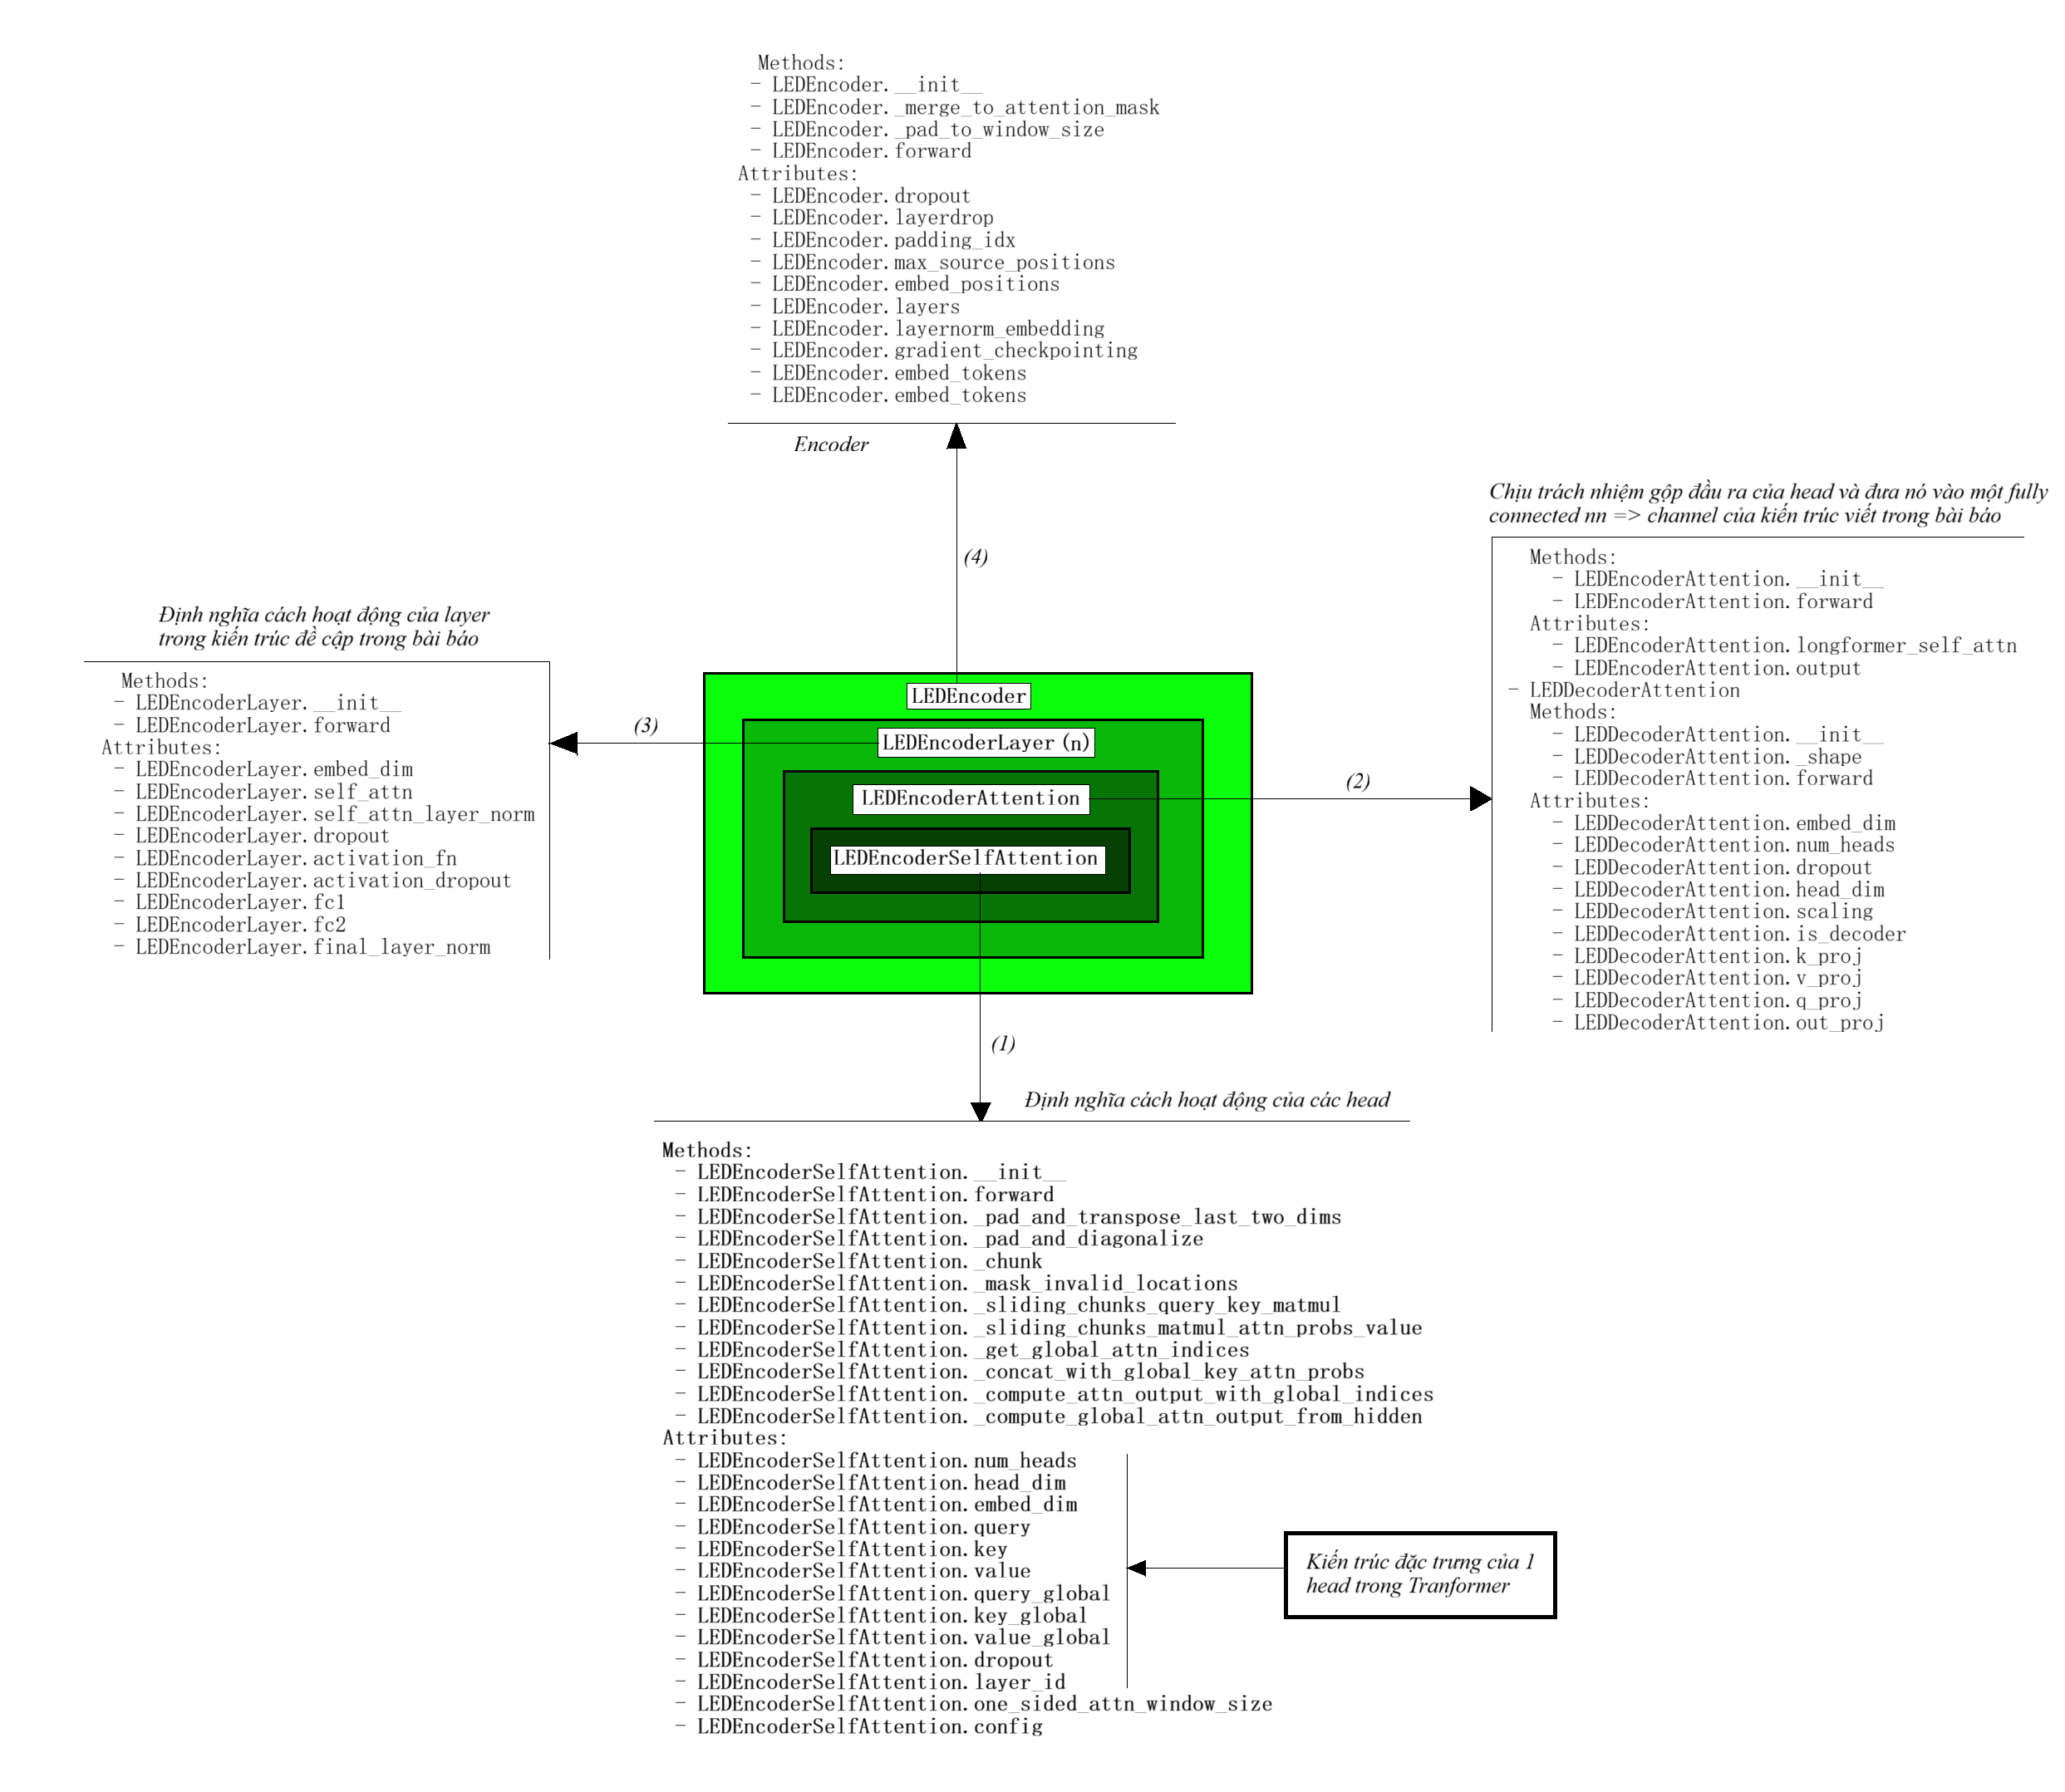 Methods:
- LEDEncoder.__init__
- LEDEncoder._merge_to_attention_mask
- LEDEncoder._pad_to_window_size
- LEDEncoder.forward
Attributes:
- LEDEncoder.dropout
- LEDEncoder.layerdrop
- LEDEncoder.padding_idx
- LEDEncoder.max_source_positions
- LEDEncoder.embed_positions
- LEDEncoder.layers
- LEDEncoder.layernorm_embedding
- LEDEncoder.gradient_checkpointing
- LEDEncoder.embed_tokens
- LEDEncoder.embed_tokens
Encoder
(4)
Chịu trách nhiệm gộp đầu ra của head và đưa nó vào một fully
connected nn => channel của kiến trúc viết trong bài báo
Methods:
- LEDEncoderAttention.__init__
- LEDEncoderAttention.forward
Attributes:
- LEDEncoderAttention.longformer_self_attn
- LEDEncoderAttention.output
- LEDDecoderAttention
Methods:
- LEDDecoderAttention.__init__
- LEDDecoderAttention._shape
- LEDDecoderAttention.forward
Attributes:
- LEDDecoderAttention.embed_dim
- LEDDecoderAttention.num_heads
- LEDDecoderAttention.dropout
- LEDDecoderAttention.head_dim
- LEDDecoderAttention.scaling
- LEDDecoderAttention.is_decoder
- LEDDecoderAttention.k_proj
- LEDDecoderAttention.v_proj
- LEDDecoderAttention.q_proj
- LEDDecoderAttention.out_proj
(2)
Định nghĩa cách hoạt động của layer
trong kiến trúc đề cập trong bài báo
Methods:
- LEDEncoderLayer.__init__
- LEDEncoderLayer.forward
Attributes:
- LEDEncoderLayer.embed_dim
- LEDEncoderLayer.self_attn
- LEDEncoderLayer.self_attn_layer_norm
- LEDEncoderLayer.dropout
- LEDEncoderLayer.activation_fn
- LEDEncoderLayer.activation_dropout
- LEDEncoderLayer.fc1
- LEDEncoderLayer.fc2
- LEDEncoderLayer.final_layer_norm
(3)
LEDEncoder
LEDEncoderLayer (n)
LEDEncoderAttention
LEDEncoderSelfAttention
(1)
Định nghĩa cách hoạt động của các head
Methods:
- LEDEncoderSelfAttention.__init__
- LEDEncoderSelfAttention.forward
- LEDEncoderSelfAttention._pad_and_transpose_last_two_dims
- LEDEncoderSelfAttention._pad_and_diagonalize
- LEDEncoderSelfAttention._chunk
- LEDEncoderSelfAttention._mask_invalid_locations
- LEDEncoderSelfAttention._sliding_chunks_query_key_matmul
- LEDEncoderSelfAttention._sliding_chunks_matmul_attn_probs_value
- LEDEncoderSelfAttention._get_global_attn_indices
- LEDEncoderSelfAttention._concat_with_global_key_attn_probs
- LEDEncoderSelfAttention._compute_attn_output_with_global_indices
- LEDEncoderSelfAttention._compute_global_attn_output_from_hidden
Attributes:
- LEDEncoderSelfAttention.num_heads
- LEDEncoderSelfAttention.head_dim
- LEDEncoderSelfAttention.embed_dim
- LEDEncoderSelfAttention.query
- LEDEncoderSelfAttention.key
- LEDEncoderSelfAttention.value
- LEDEncoderSelfAttention.query_global
- LEDEncoderSelfAttention.key_global
- LEDEncoderSelfAttention.value_global
- LEDEncoderSelfAttention.dropout
- LEDEncoderSelfAttention.layer_id
- LEDEncoderSelfAttention.one_sided_attn_window_size
- LEDEncoderSelfAttention.config
Kiến trúc đặc trưng của 1
head trong Tranformer